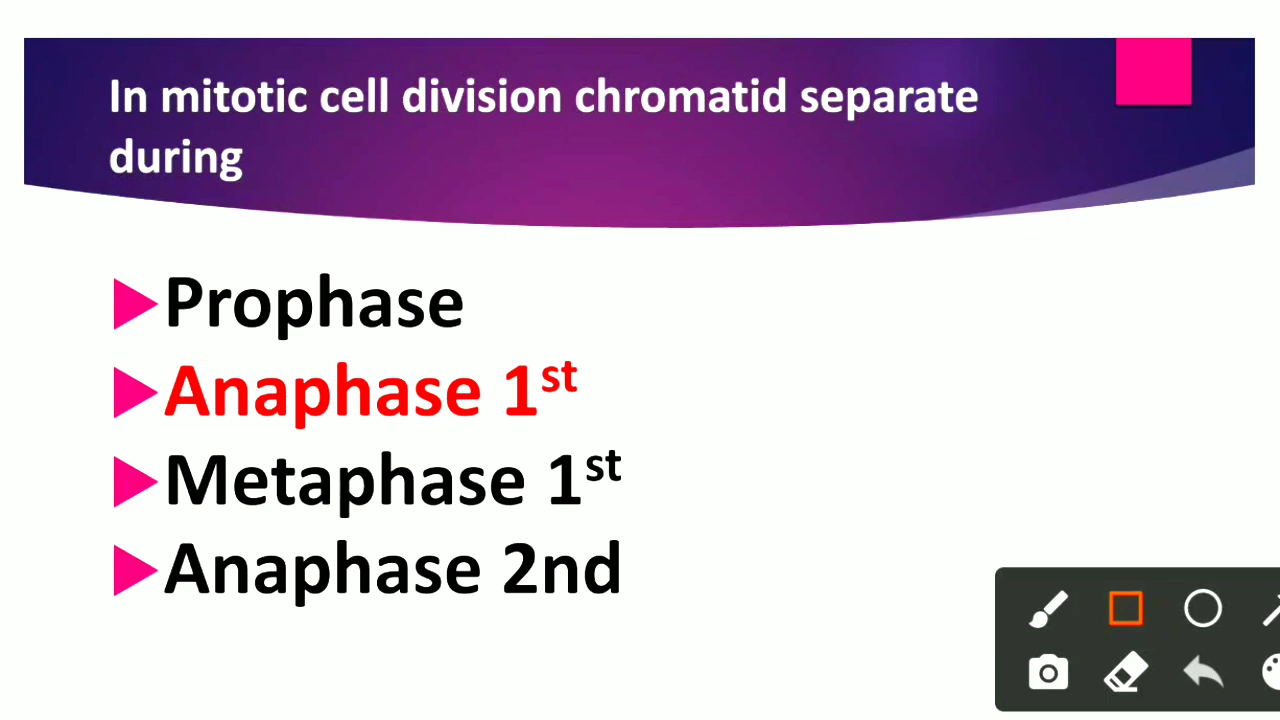 In mitotic cell division chromatid separate
during
Prophase
Anaphase 1st
Metaphase 1st
Anaphase 2nd